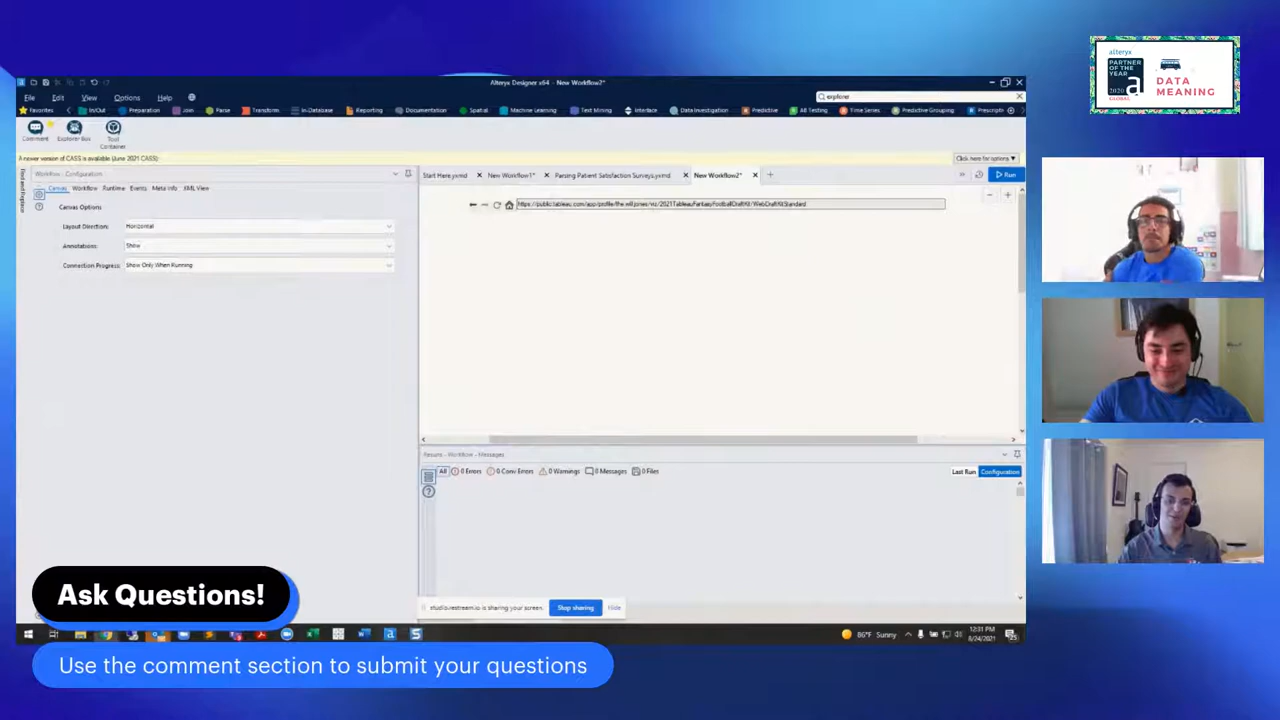 alteryx
PARTNER
OF THE
YEAR
2020
GLOBAL
DATA
MEANING
Alteryx Designer x64 - New Workflow2*
File Edit View Options Help
explorer
Favorites In/Out Preparation Join Parse Transform In-Database Reporting Documentation Spatial Machine Learning Text Mining Interface Data Investigation Predictive AB Testing Time Series Predictive Grouping Prescripti
Comment Explorer Box Tool
Container
A newer version of CASS is available (June 2021 CASS)
Click here for options
Workflow - Configuration
Start Here.yxmd New Workflow1* Parsing Patient Satisfaction Surveys.yxmd New Workflow2*
Run
Find and Replace
Canvas Workflow Runtime Events Meta Info XML View
Canvas Options
Layout Direction: Horizontal
Annotations: Show
Connection Progress: Show Only When Running
Results - Workflow - Messages
All 0 Errors 0 Conv Errors 0 Warnings 0 Messages 0 Files
Last Run Configuration
studio.restream.io is sharing your screen. Stop sharing Hide
Ask Questions!
Use the comment section to submit your questions
86°F Sunny
12:31 PM
8/24/2021